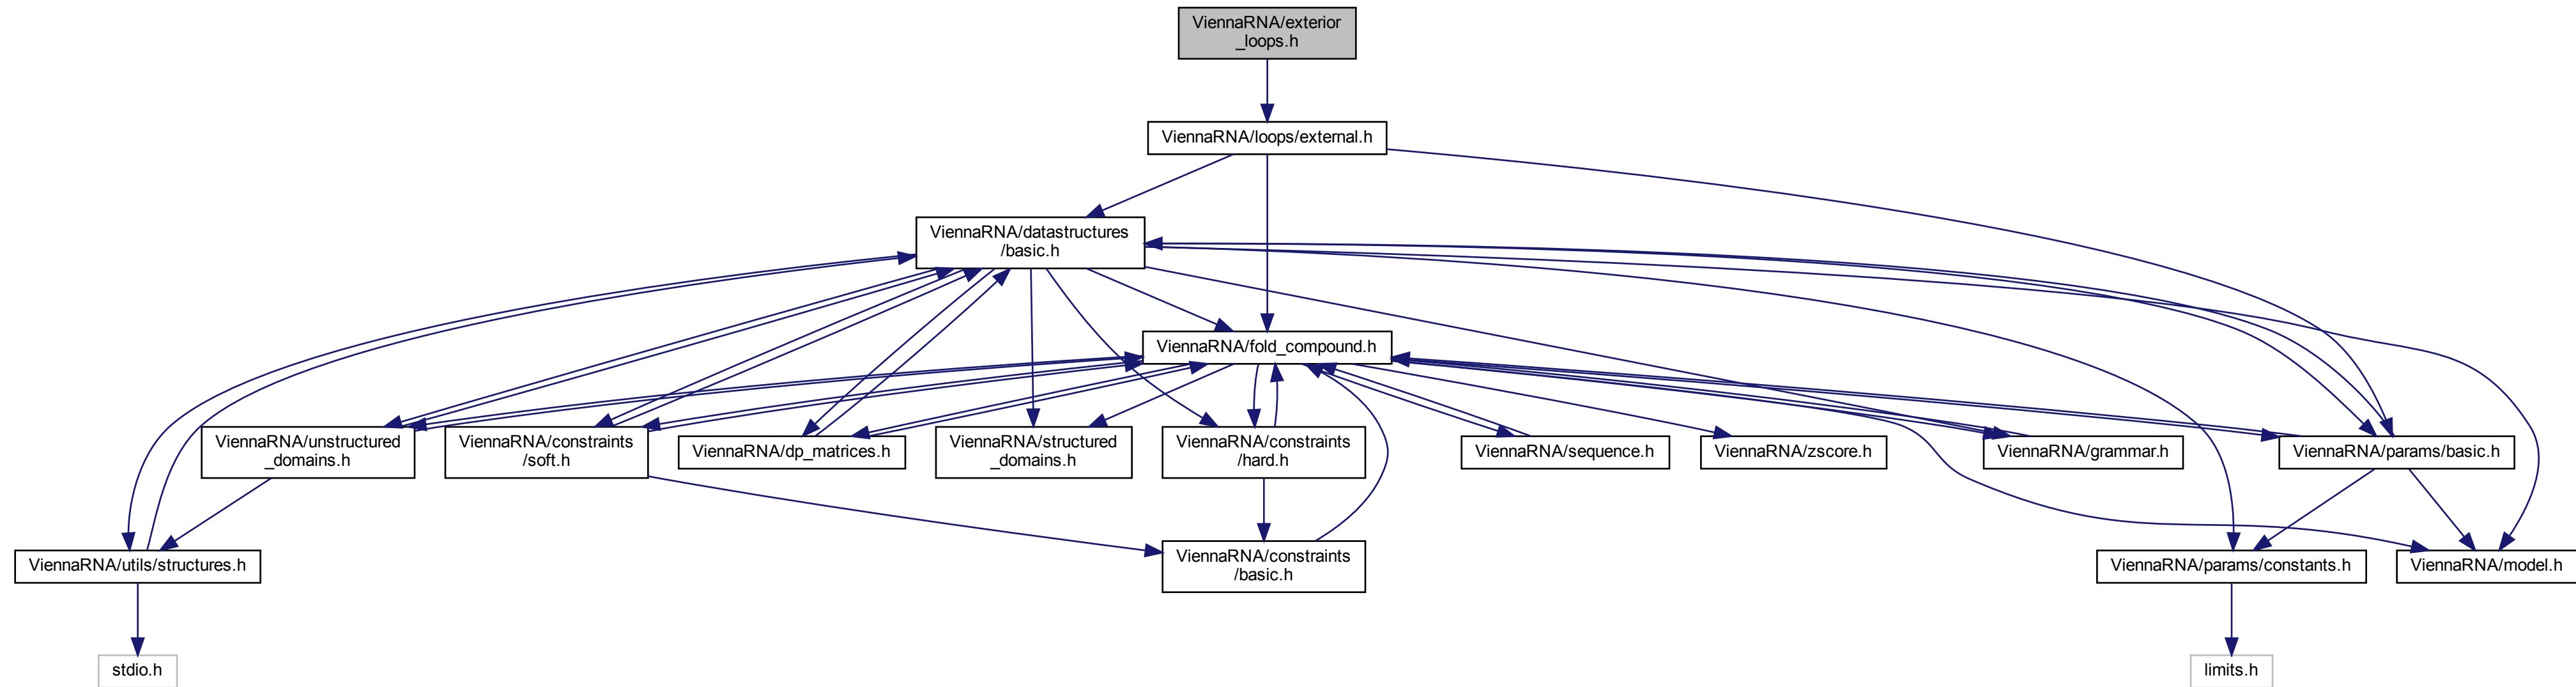 ViennaRNA/exterior
_loops.h
ViennaRNA/loops/external.h
ViennaRNA/datastructures
/basic.h
ViennaRNA/fold_compound.h
ViennaRNA/unstructured
_domains.h
ViennaRNA/constraints
/soft.h
ViennaRNA/dp_matrices.h
ViennaRNA/structured
_domains.h
ViennaRNA/constraints
/hard.h
ViennaRNA/sequence.h
ViennaRNA/zscore.h
ViennaRNA/grammar.h
ViennaRNA/params/basic.h
ViennaRNA/utils/structures.h
ViennaRNA/constraints
/basic.h
ViennaRNA/params/constants.h
ViennaRNA/model.h
stdio.h
limits.h